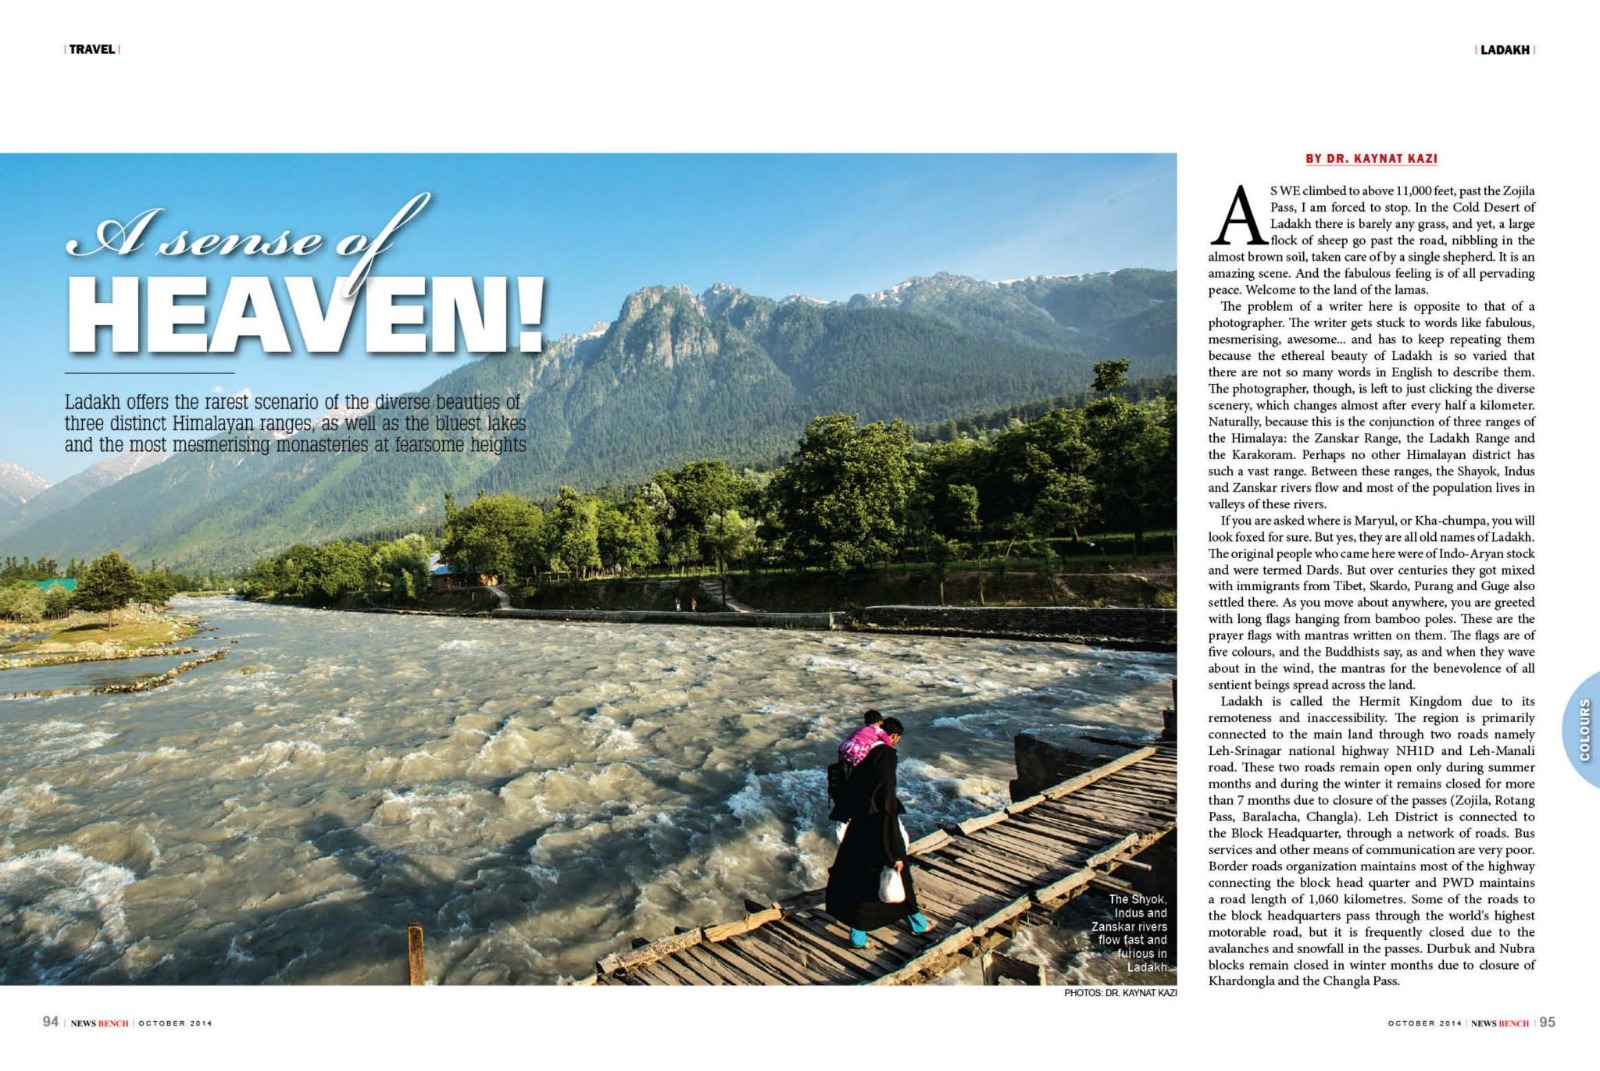 | TRAVEL |
| LADAKH |
A sense of
HEAVEN!
Ladakh offers the rarest scenario of the diverse beauties of
three distinct Himalayan ranges, as well as the bluest lakes
and the most mesmerising monasteries at fearsome heights
The Shyok,
Indus and
Zanskar rivers
flow fast and
furious in
Ladakh
PHOTOS: DR. KAYNAT KAZI
BY DR. KAYNAT KAZI
AS WE climbed to above 11,000 feet, past the Zojila
Pass, I am forced to stop. In the Cold Desert of
Ladakh there is barely any grass, and yet, a large
flock of sheep go past the road, nibbling in the
almost brown soil, taken care of by a single shepherd. It is an
amazing scene. And the fabulous feeling is of all pervading
peace. Welcome to the land of the lamas.
The problem of a writer here is opposite to that of a
photographer. The writer gets stuck to words like fabulous,
mesmerising, awesome... and has to keep repeating them
because the ethereal beauty of Ladakh is so varied that
there are not so many words in English to describe them.
The photographer, though, is left to just clicking the diverse
scenery, which changes almost after every half a kilometer.
Naturally, because this is the conjunction of three ranges of
the Himalaya: the Zanskar Range, the Ladakh Range and
the Karakoram. Perhaps no other Himalayan district has
such a vast range. Between these ranges, the Shayok, Indus
and Zanskar rivers flow and most of the population lives in
valleys of these rivers.
If you are asked where is Maryul, or Kha-chumpa, you will
look foxed for sure. But yes, they are all old names of Ladakh.
The original people who came here were of Indo-Aryan stock
and were termed Dards. But over centuries they got mixed
with immigrants from Tibet, Skardo, Purang and Guge also
settled there. As you move about anywhere, you are greeted
with long flags hanging from bamboo poles. These are the
prayer flags with mantras written on them. The flags are of
five colours, and the Buddhists say, as and when they wave
about in the wind, the mantras for the benevolence of all
sentient beings spread across the land.
Ladakh is called the Hermit Kingdom due to its
remoteness and inaccessibility. The region is primarily
connected to the main land through two roads namely
Leh-Srinagar national highway NH1D and Leh-Manali
road. These two roads remain open only during summer
months and during the winter it remains closed for more
than 7 months due to closure of the passes (Zojila, Rotang
Pass, Baralacha, Changla). Leh District is connected to
the Block Headquarter, through a network of roads. Bus
services and other means of communication are very poor.
Border roads organization maintains most of the highway
connecting the block head quarter and PWD maintains
a road length of 1,060 kilometres. Some of the roads to
the block headquarters pass through the world's highest
motorable road, but it is frequently closed due to the
avalanches and snowfall in the passes. Durbuk and Nubra
blocks remain closed in winter months due to closure of
Khardongla and the Changla Pass.
COLOURS
94 | NEWS BENCH | OCTOBER 2014
OCTOBER 2014 | NEWS BENCH | 95